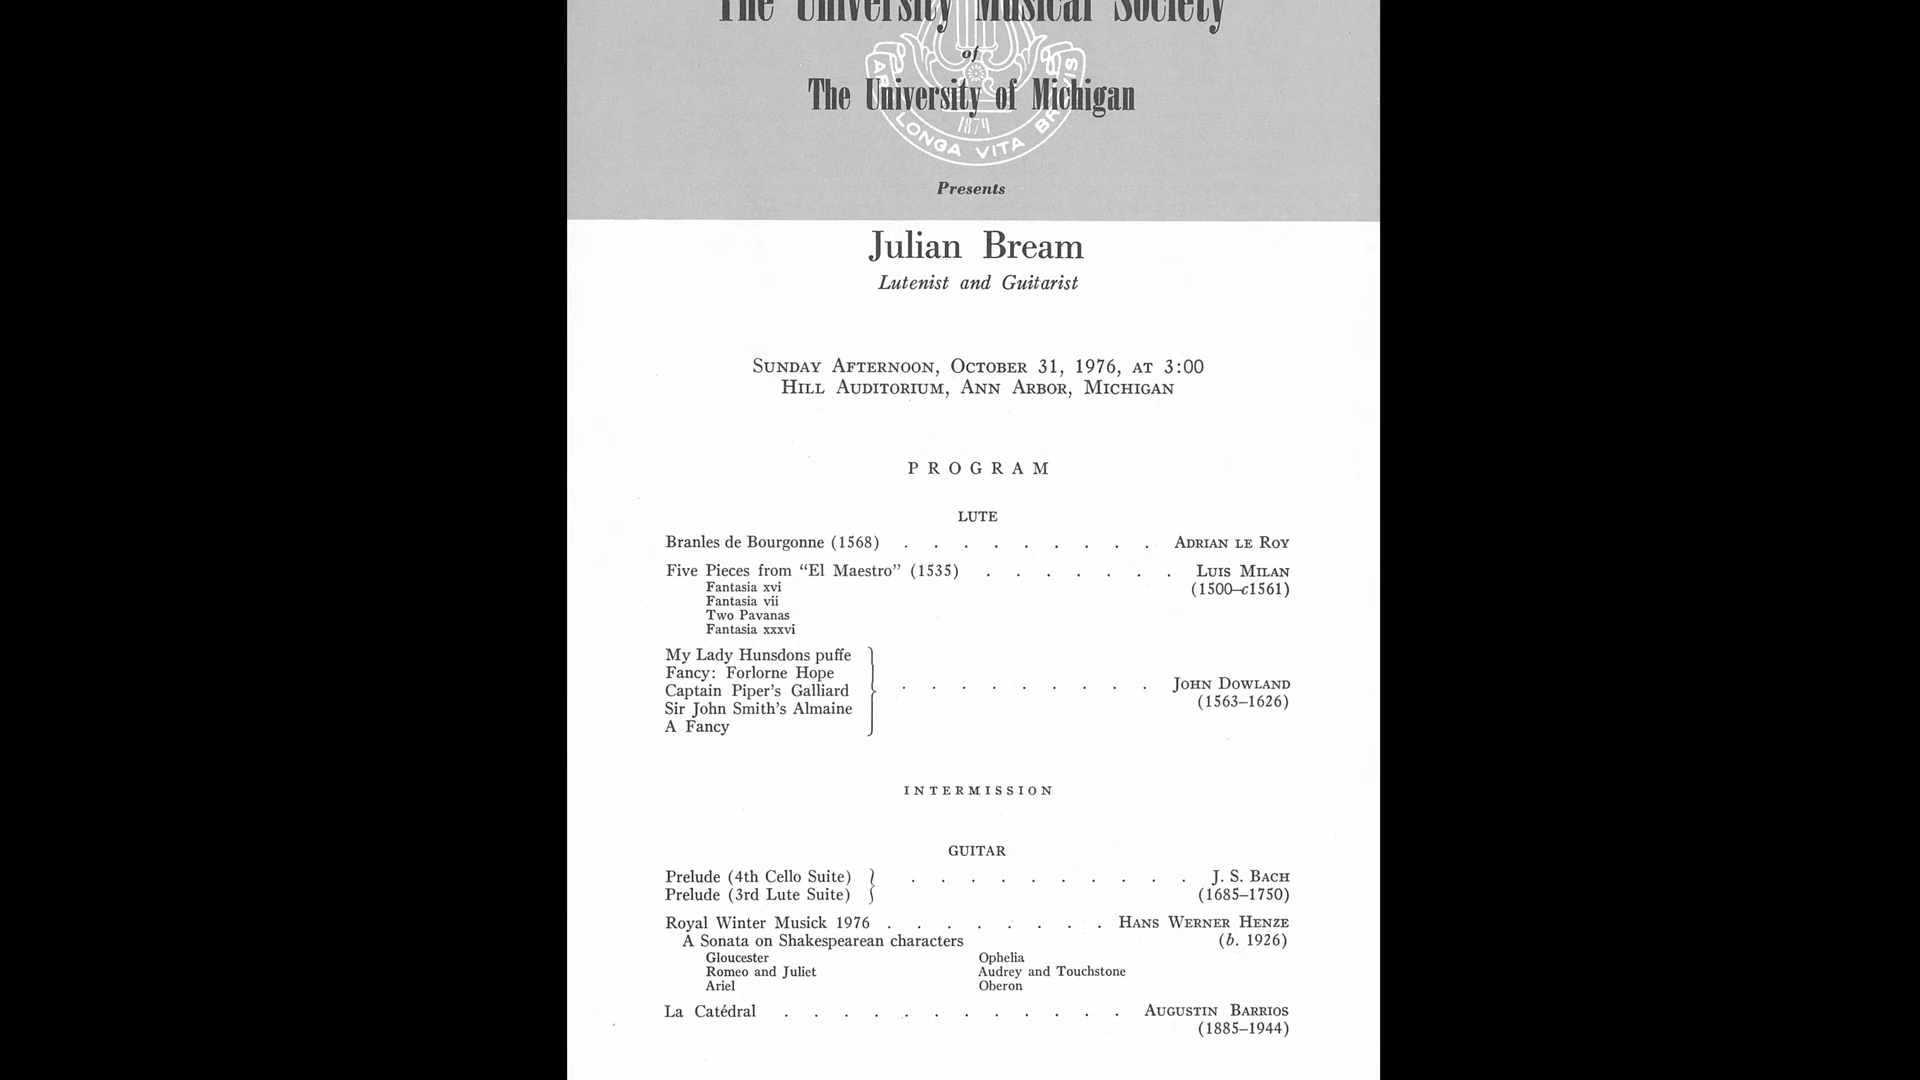 The University Musical Society
of
The University of Michigan
LONGA VITA
1879
Presents
Julian Bream
Lutenist and Guitarist
SUNDAY AFTERNOON, OCTOBER 31, 1976, AT 3:00
HILL AUDITORIUM, ANN ARBOR, MICHIGAN
PROGRAM
LUTE
Branles de Bourgonne (1568) . . . . . . . . . ADRIAN LE ROY
Five Pieces from “El Maestro” (1535) . . . . . . . LUIS MILAN
(1500–c1561)
Fantasia xvi
Fantasia vii
Two Pavanas
Fantasia xxxvi
My Lady Hunsdons puffe
Fancy: Forlorne Hope
Captain Piper's Galliard . . . . . . . . . JOHN DOWLAND
Sir John Smith's Almaine (1563–1626)
A Fancy
INTERMISSION
GUITAR
Prelude (4th Cello Suite) . . . . . . . . . . J. S. BACH
Prelude (3rd Lute Suite) (1685–1750)
Royal Winter Musick 1976 . . . . . . . . HANS WERNER HENZE
A Sonata on Shakespearean characters (b. 1926)
Gloucester Ophelia
Romeo and Juliet Audrey and Touchstone
Ariel Oberon
La Catédral . . . . . . . . . . . . AUGUSTIN BARRIOS
(1885–1944)